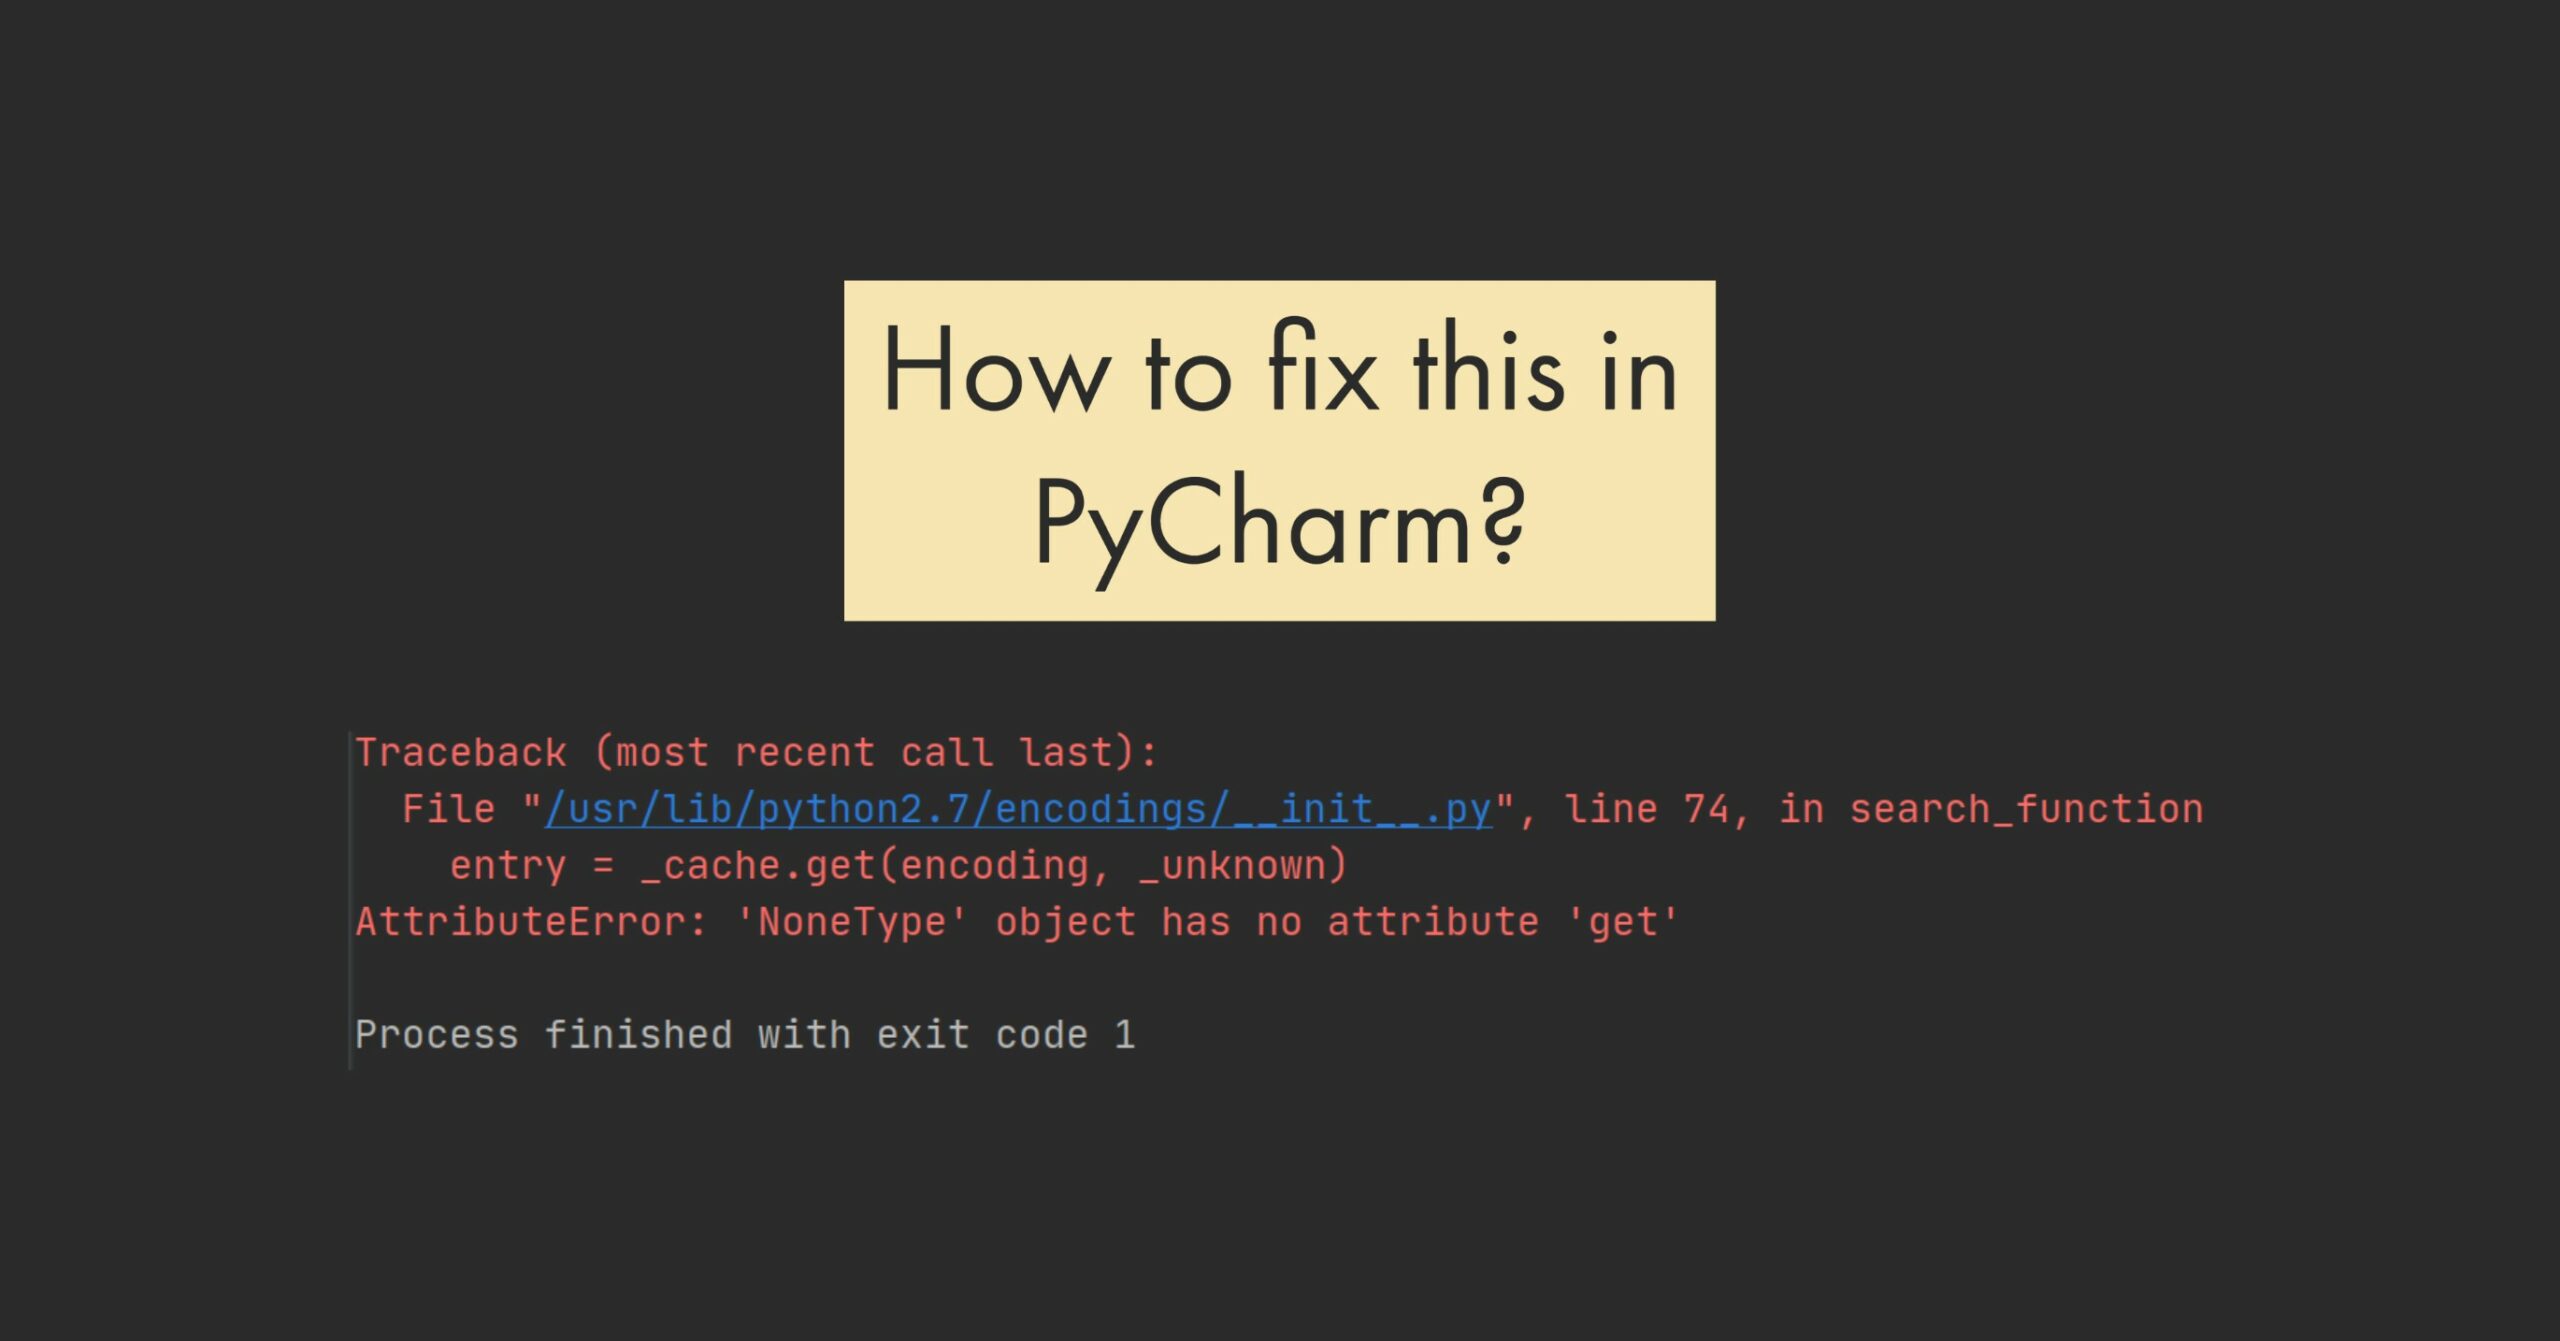 How to fix this in
PyCharm?
Traceback (most recent call last):
  File "/usr/lib/python2.7/encodings/__init__.py", line 74, in search_function
    entry = _cache.get(encoding, _unknown)
AttributeError: 'NoneType' object has no attribute 'get'
Process finished with exit code 1